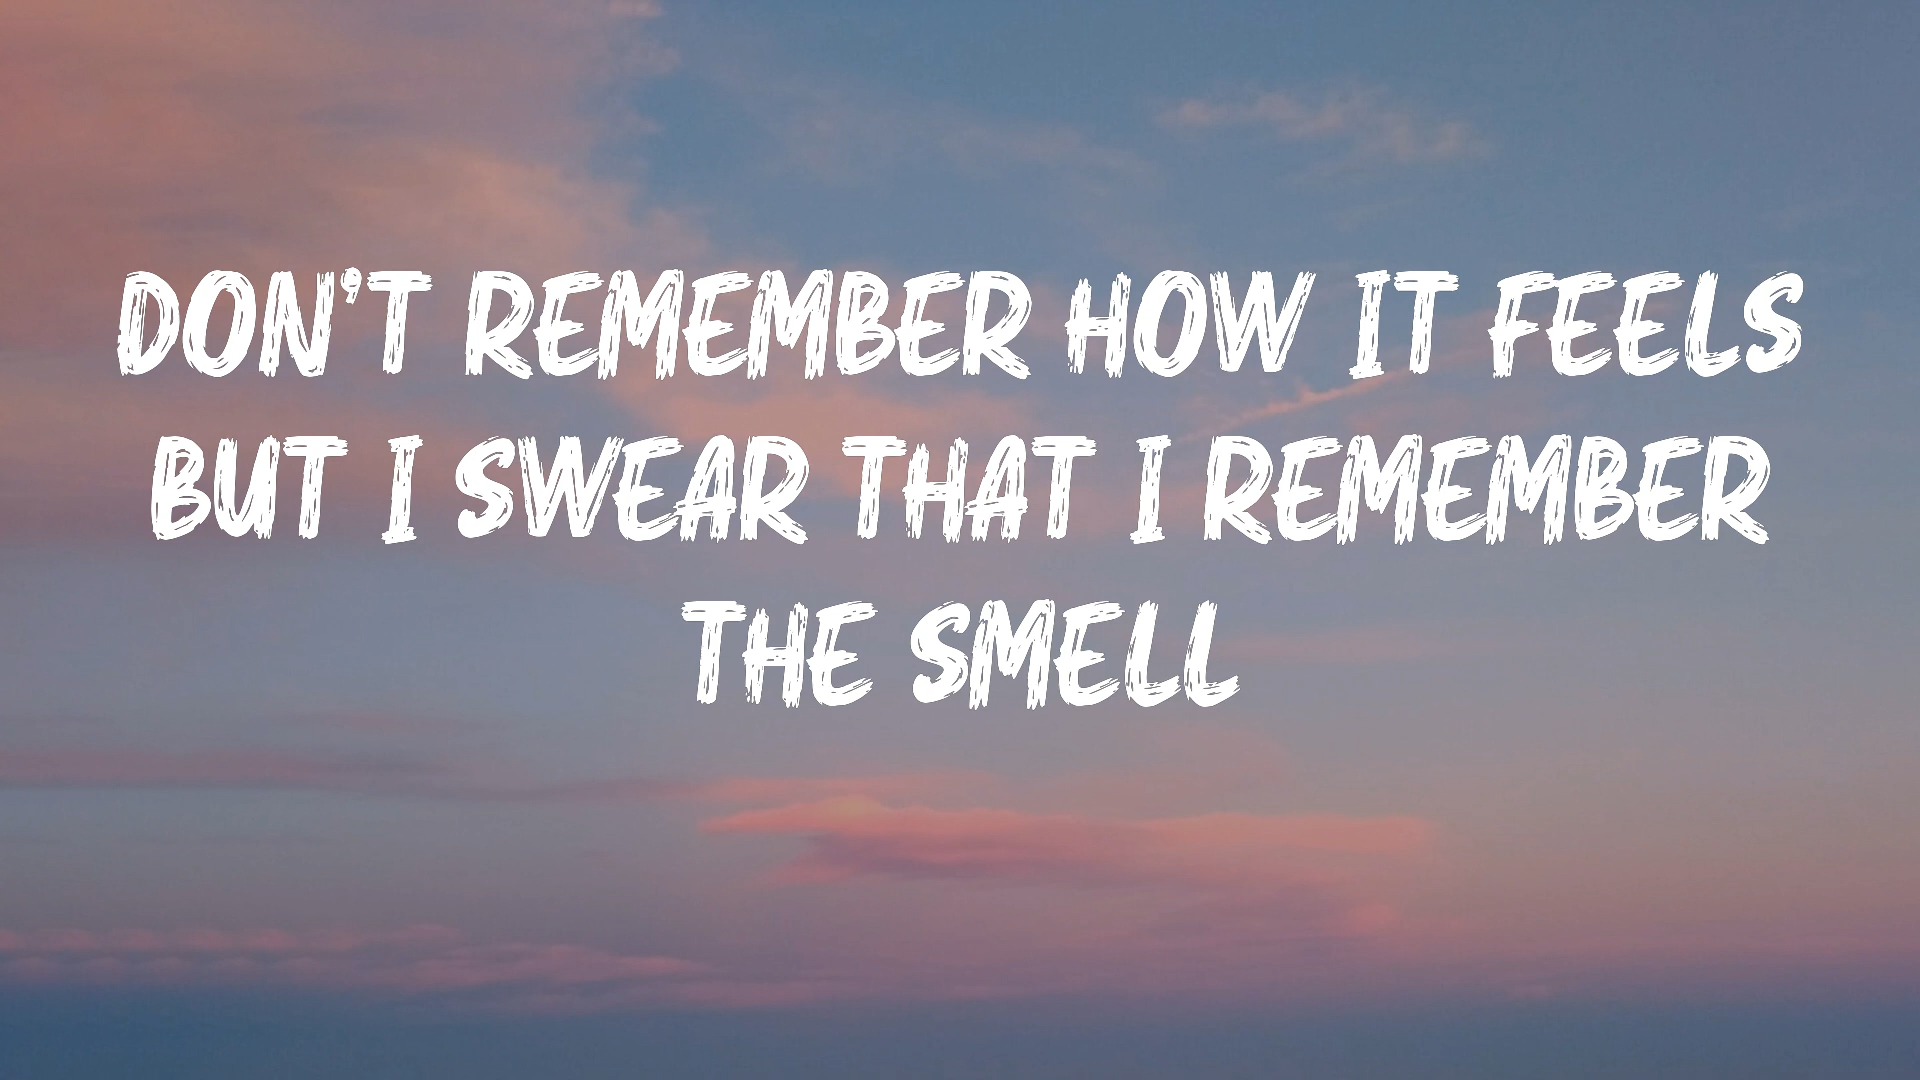 DON'T REMEMBER HOW IT FEELS
BUT I SWEAR THAT I REMEMBER
THE SMELL